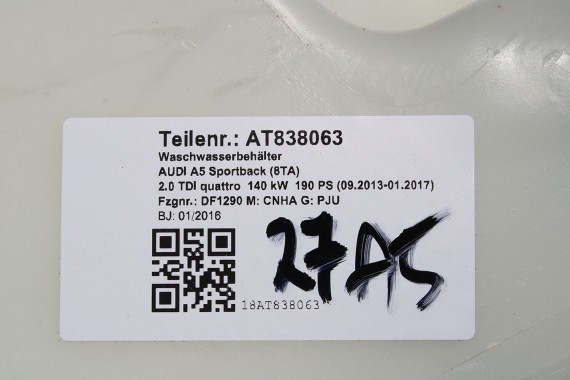 Teilenr.: AT838063
Waschwasserbehälter
AUDI A5 Sportback (8TA)
2.0 TDI quattro 140 kW 190 PS (09.2013-01.2017)
Fzgnr.: DF1290 M: CNHA G: PJU
BJ: 01/2016
27A5
18AT838063